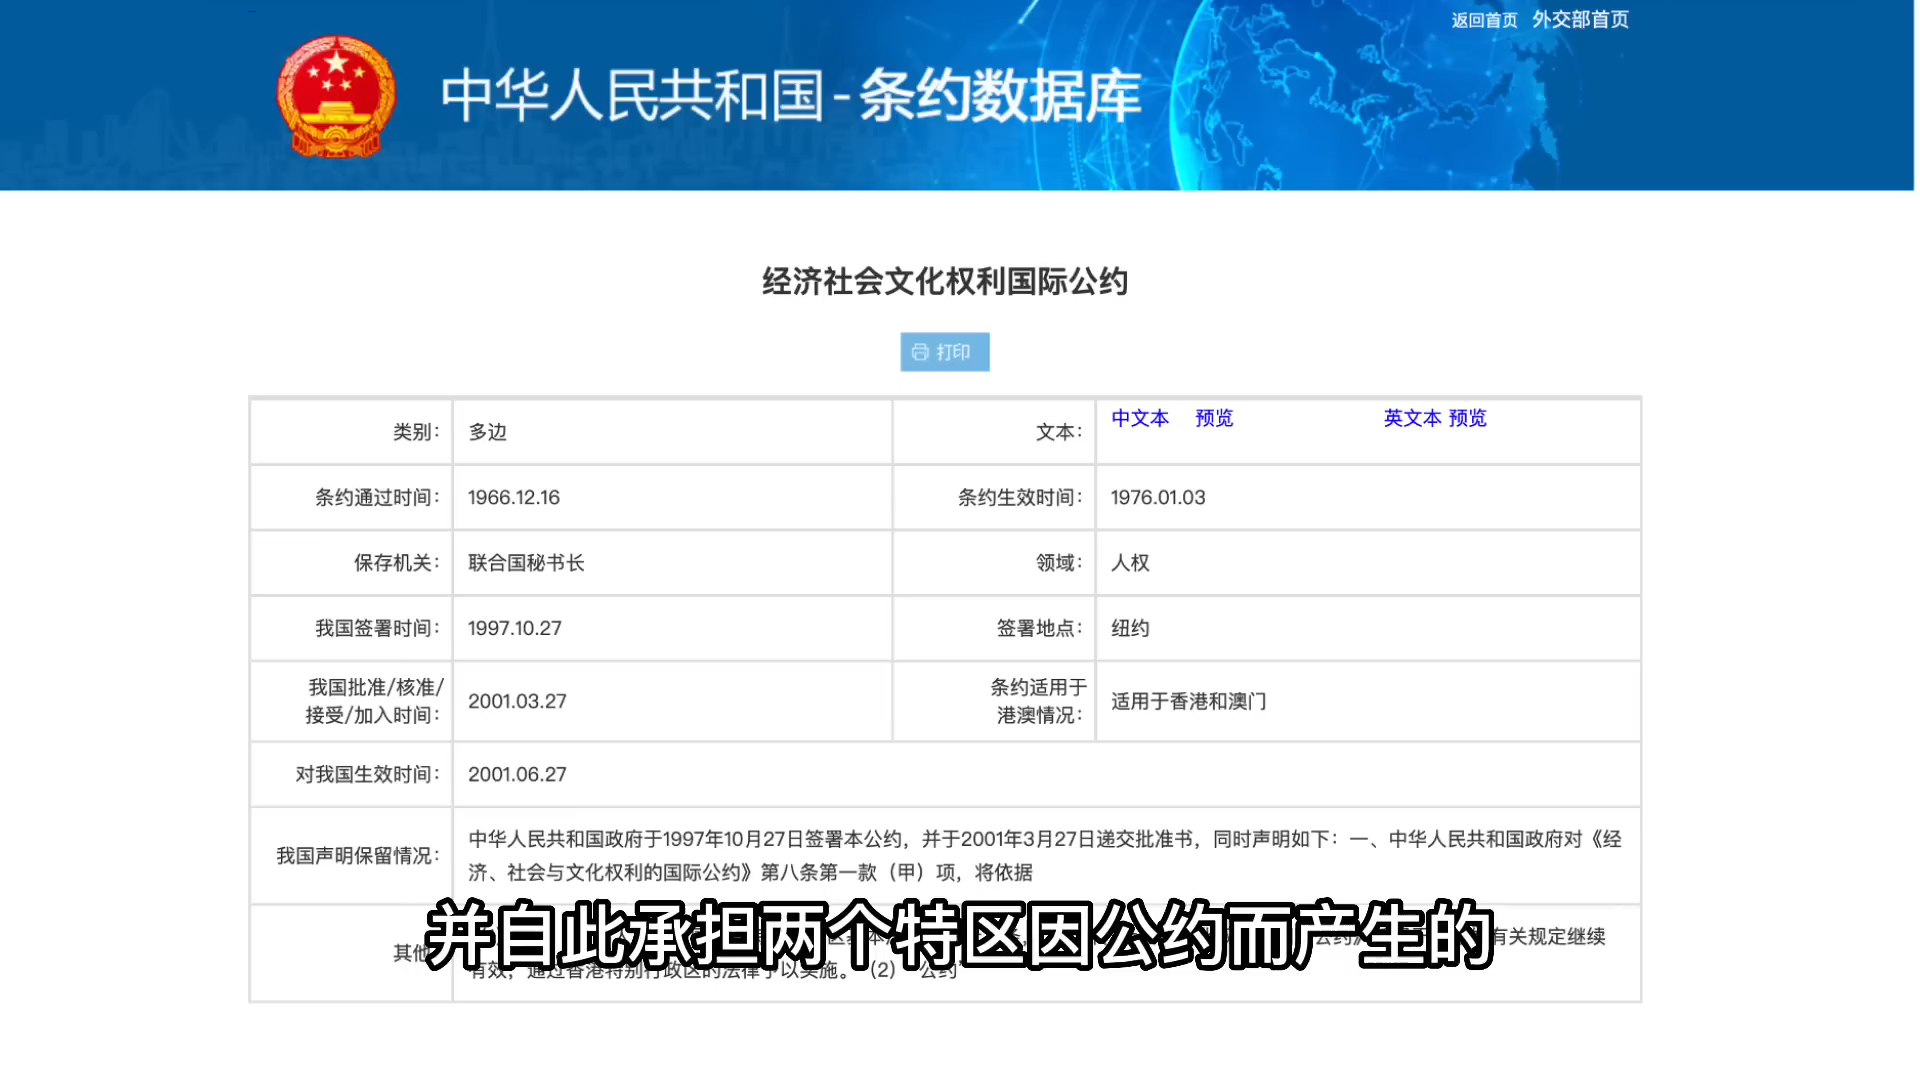 返回首页 外交部首页
中华人民共和国-条约数据库
经济社会文化权利国际公约
打印
类别： 多边 文本： 中文本 预览 英文本 预览
条约通过时间： 1966.12.16 条约生效时间： 1976.01.03
保存机关： 联合国秘书长 领域： 人权
我国签署时间： 1997.10.27 签署地点： 纽约
我国批准/核准/
接受/加入时间： 2001.03.27 条约适用于
港澳情况： 适用于香港和澳门
对我国生效时间： 2001.06.27
我国声明保留情况： 中华人民共和国政府于1997年10月27日签署本公约，并于2001年3月27日递交批准书，同时声明如下：一、中华人民共和国政府对《经
济、社会与文化权利的国际公约》第八条第一款（甲）项，将依据
其他 有关规定继续
有效，通过香港特别行政区的法律予以实施。（2）"公约"
并自此承担两个特区因公约而产生的